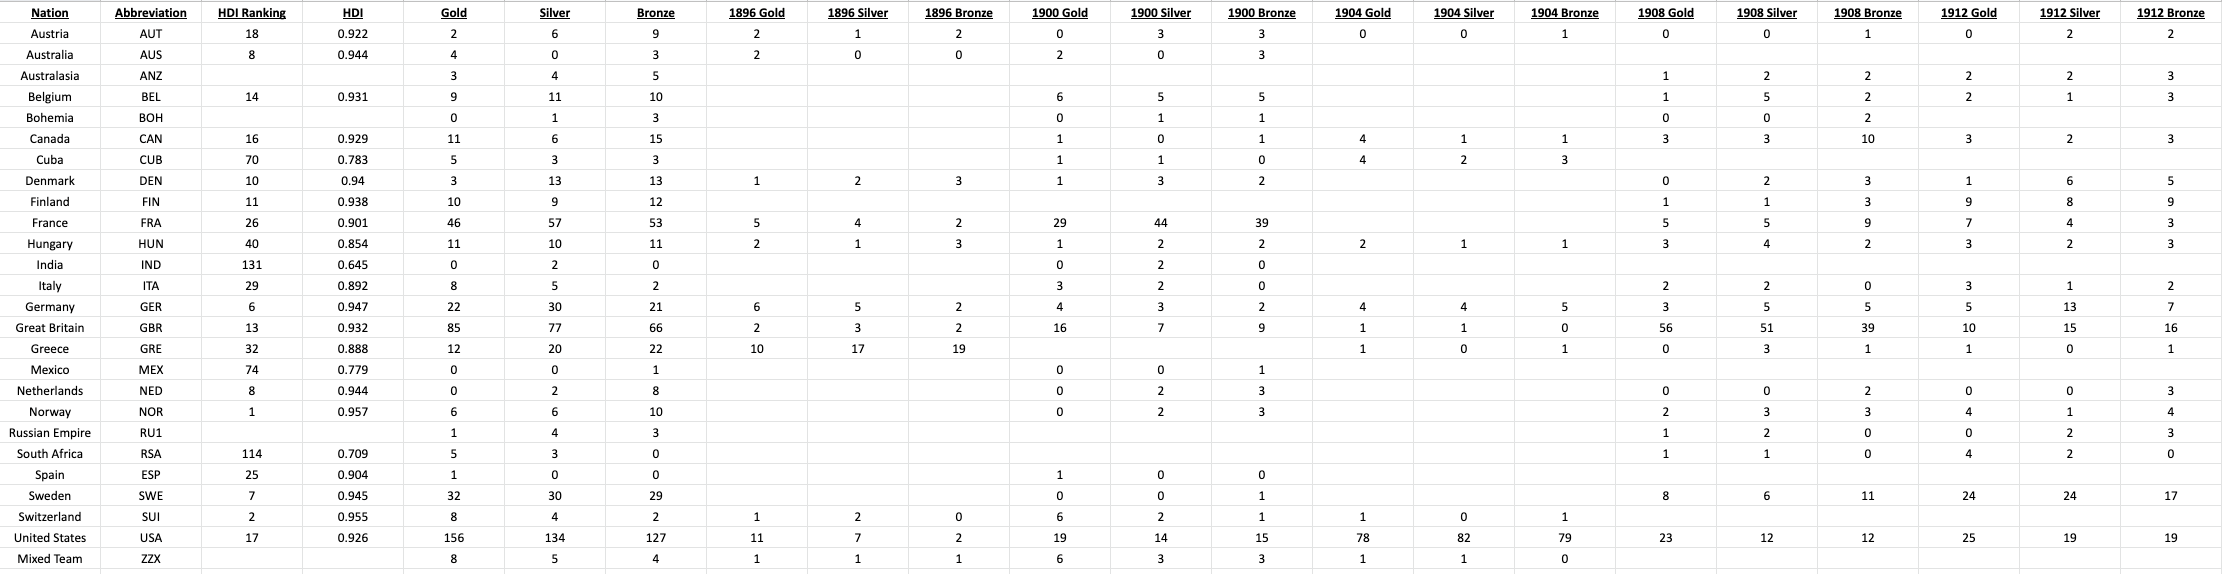 Nation Abbreviation HDI Ranking HDI Gold Silver Bronze 1896 Gold 1896 Silver 1896 Bronze 1900 Gold 1900 Silver 1900 Bronze 1904 Gold 1904 Silver 1904 Bronze 1908 Gold 1908 Silver 1908 Bronze 1912 Gold 1912 Silver 1912 Bronze
Austria AUT 18 0.922 2 6 9 2 1 2 0 3 3 0 0 1 0 0 1 0 2 2
Australia AUS 8 0.944 4 0 3 2 0 0 2 0 3
Australasia ANZ 3 4 5 1 2 2 2 2 3
Belgium BEL 14 0.931 9 11 10 6 5 5 1 5 2 2 1 3
Bohemia BOH 0 1 3 0 1 1 0 0 2
Canada CAN 16 0.929 11 6 15 1 0 1 4 1 1 3 3 10 3 2 3
Cuba CUB 70 0.783 5 3 3 1 1 0 4 2 3
Denmark DEN 10 0.94 3 13 13 1 2 3 1 3 2 0 2 3 1 6 5
Finland FIN 11 0.938 10 9 12 1 1 3 9 8 9
France FRA 26 0.901 46 57 53 5 4 2 29 44 39 5 5 9 7 4 3
Hungary HUN 40 0.854 11 10 11 2 1 3 1 2 2 2 1 1 3 4 2 3 2 3
India IND 131 0.645 0 2 0 0 2 0
Italy ITA 29 0.892 8 5 2 3 2 0 2 2 0 3 1 2
Germany GER 6 0.947 22 30 21 6 5 2 4 3 2 4 4 5 3 5 5 5 13 7
Great Britain GBR 13 0.932 85 77 66 2 3 2 16 7 9 1 1 0 56 51 39 10 15 16
Greece GRE 32 0.888 12 20 22 10 17 19 1 0 1 0 3 1 1 0 1
Mexico MEX 74 0.779 0 0 1 0 0 1
Netherlands NED 8 0.944 0 2 8 0 2 3 0 0 2 0 0 3
Norway NOR 1 0.957 6 6 10 0 2 3 2 3 3 4 1 4
Russian Empire RU1 1 4 3 1 2 0 0 2 3
South Africa RSA 114 0.709 5 3 0 1 1 0 4 2 0
Spain ESP 25 0.904 1 0 0 1 0 0
Sweden SWE 7 0.945 32 30 29 0 0 1 8 6 11 24 24 17
Switzerland SUI 2 0.955 8 4 2 1 2 0 6 2 1 1 0 1
United States USA 17 0.926 156 134 127 11 7 2 19 14 15 78 82 79 23 12 12 25 19 19
Mixed Team ZZX 8 5 4 1 1 1 6 3 3 1 1 0